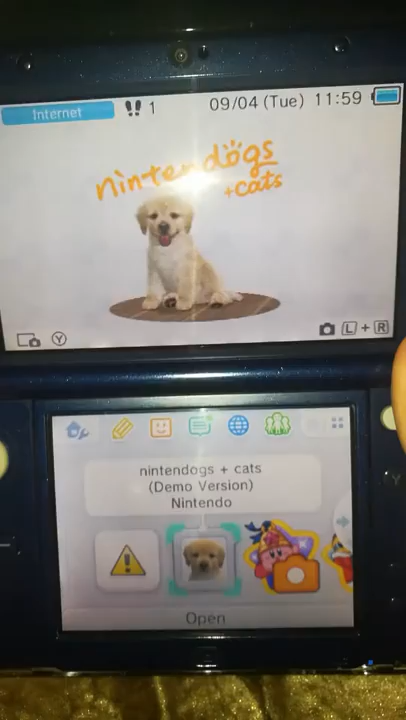 Internet 1 09/04 (Tue) 11:59
nintendogs
+cats
Y L + R
nintendogs + cats
(Demo Version)
Nintendo
Open
Y